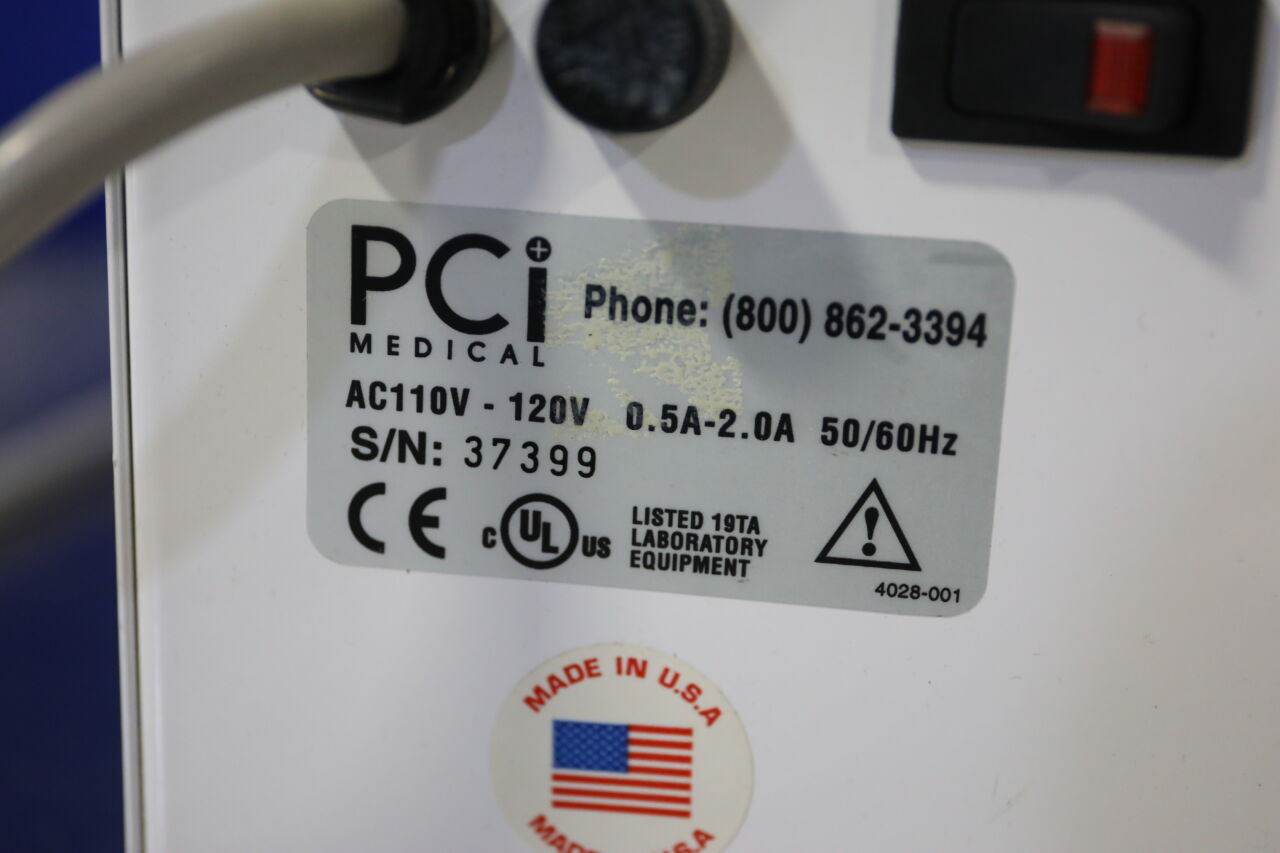 PCi
MEDICAL
Phone: (800) 862-3394
AC110V - 120V 0.5A-2.0A 50/60Hz
S/N: 37399
CE
C UL US
LISTED 19TA
LABORATORY
EQUIPMENT
!
4028-001
MADE IN U.S.A